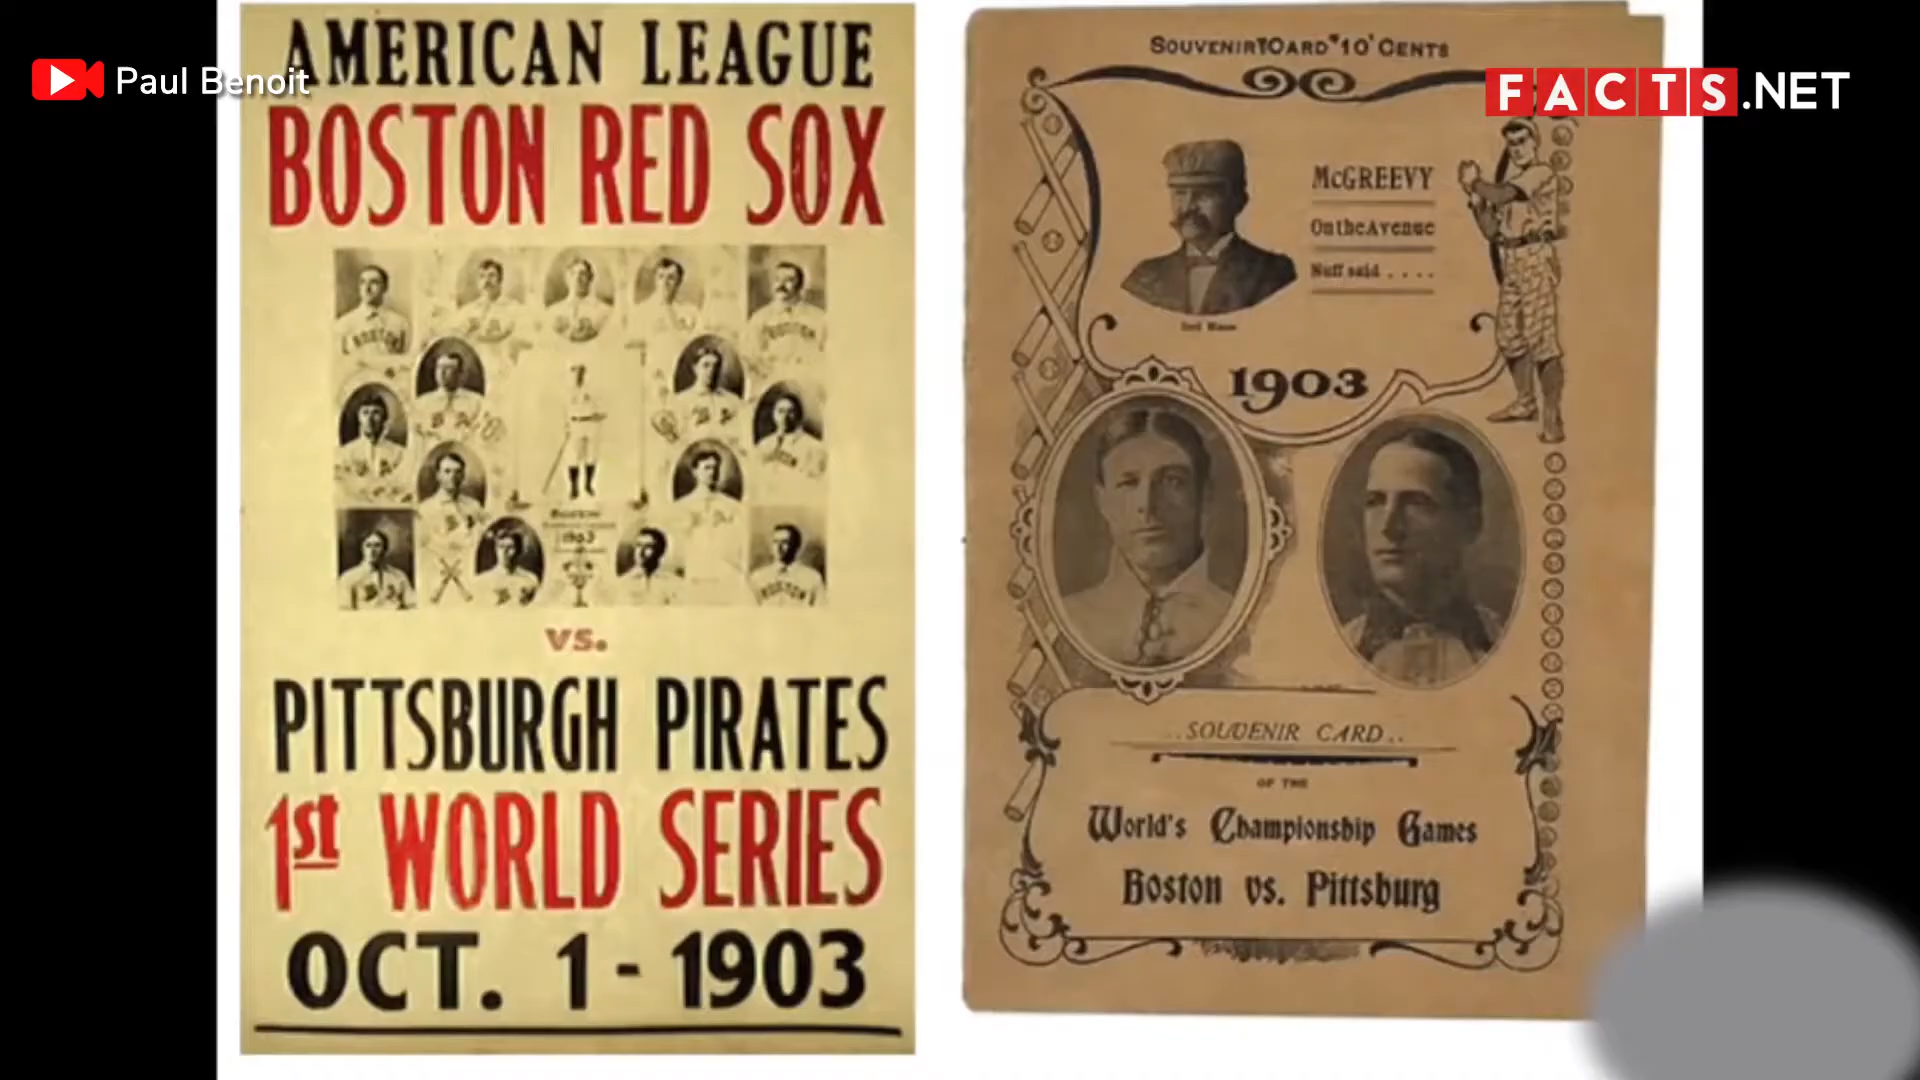 Paul Benoit
FACTS.NET
AMERICAN LEAGUE
BOSTON RED SOX
BOSTON
1903
vs.
PITTSBURGH PIRATES
1st WORLD SERIES
OCT. 1 - 1903
SOUVENIR CARD 10 CENTS
McGREEVY
On the Avenue
Nuff said . . . .
1903
..SOUVENIR CARD..
OF THE
World's Championship Games
Boston vs. Pittsburg